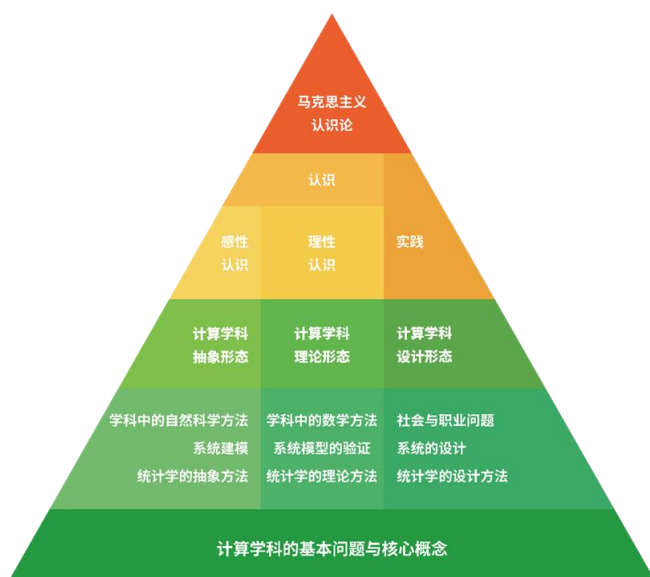 马克思主义
认识论
认识
感性
认识
理性
认识
实践
计算学科
抽象形态
计算学科
理论形态
计算学科
设计形态
学科中的自然科学方法
系统建模
统计学的抽象方法
学科中的数学方法
系统模型的验证
统计学的理论方法
社会与职业问题
系统的设计
统计学的设计方法
计算学科的基本问题与核心概念